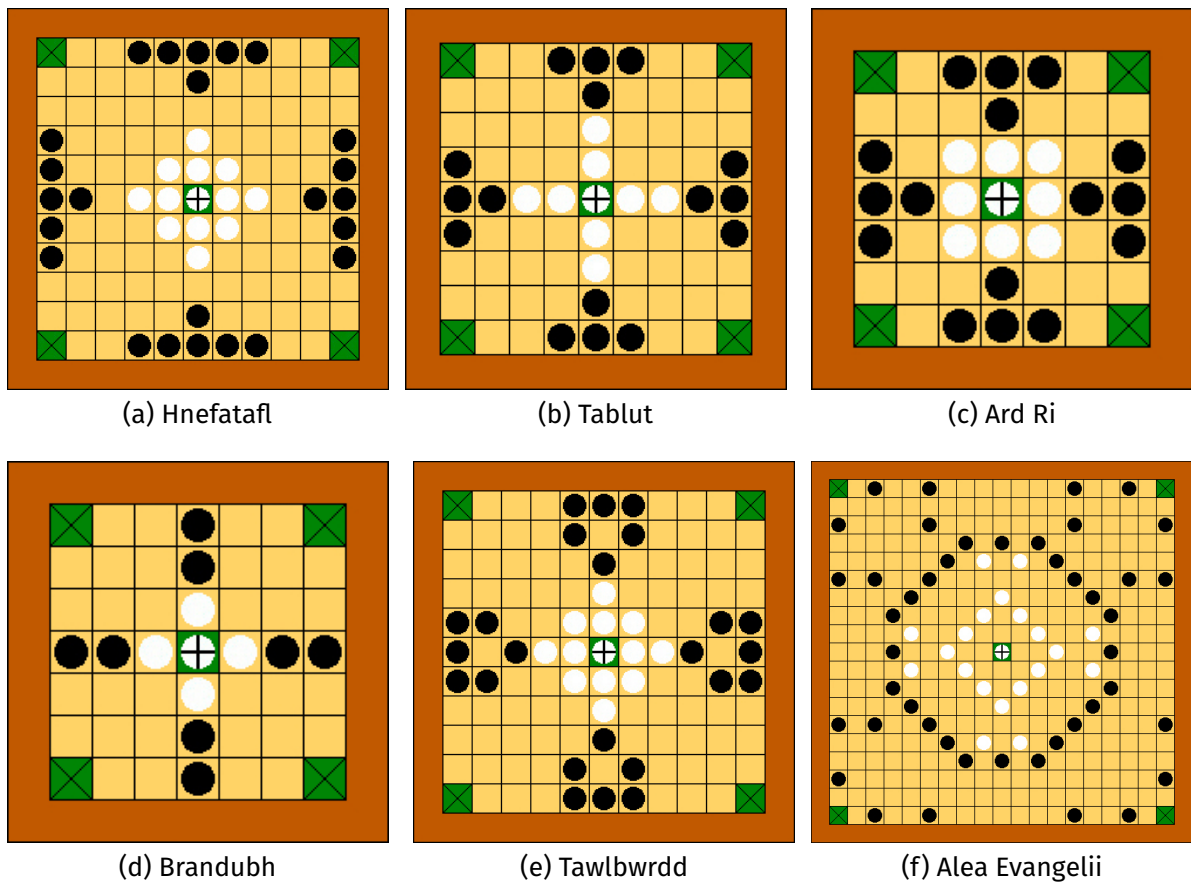 (a) Hnefatafl
(b) Tablut
(c) Ard Ri
(d) Brandubh
(e) Tawlbwrdd
(f) Alea Evangelii